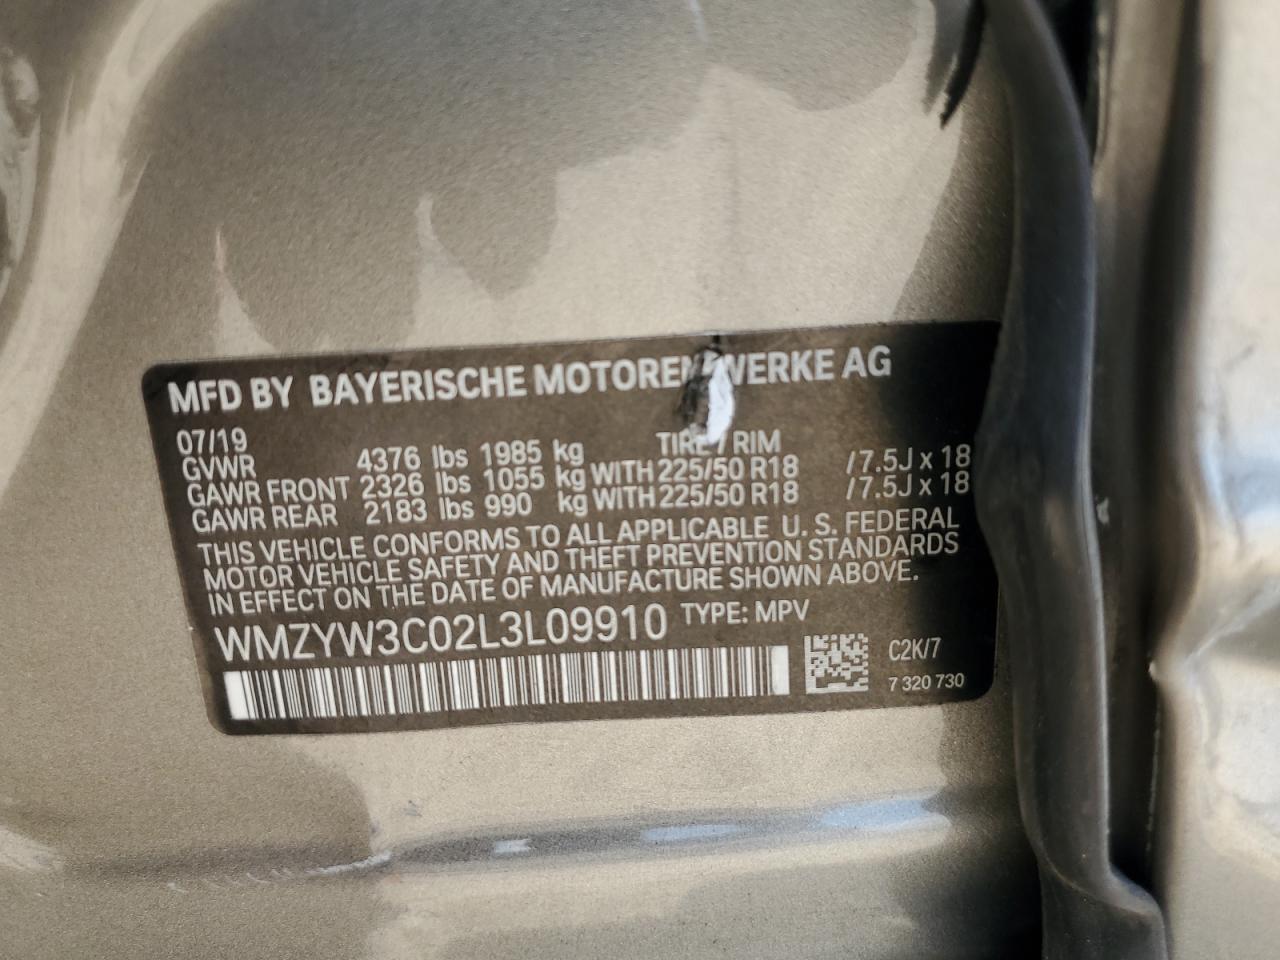 MFD BY BAYERISCHE MOTOREN WERKE AG
07/19
GVWR 4376 lbs 1985 kg TIRE / RIM
GAWR FRONT 2326 lbs 1055 kg WITH 225/50 R18 /7.5J x 18
GAWR REAR 2183 lbs 990 kg WITH 225/50 R18 /7.5J x 18
THIS VEHICLE CONFORMS TO ALL APPLICABLE U. S. FEDERAL
MOTOR VEHICLE SAFETY AND THEFT PREVENTION STANDARDS
IN EFFECT ON THE DATE OF MANUFACTURE SHOWN ABOVE.
WMZYW3C02L3L09910 TYPE: MPV
C2K/7
7 320 730